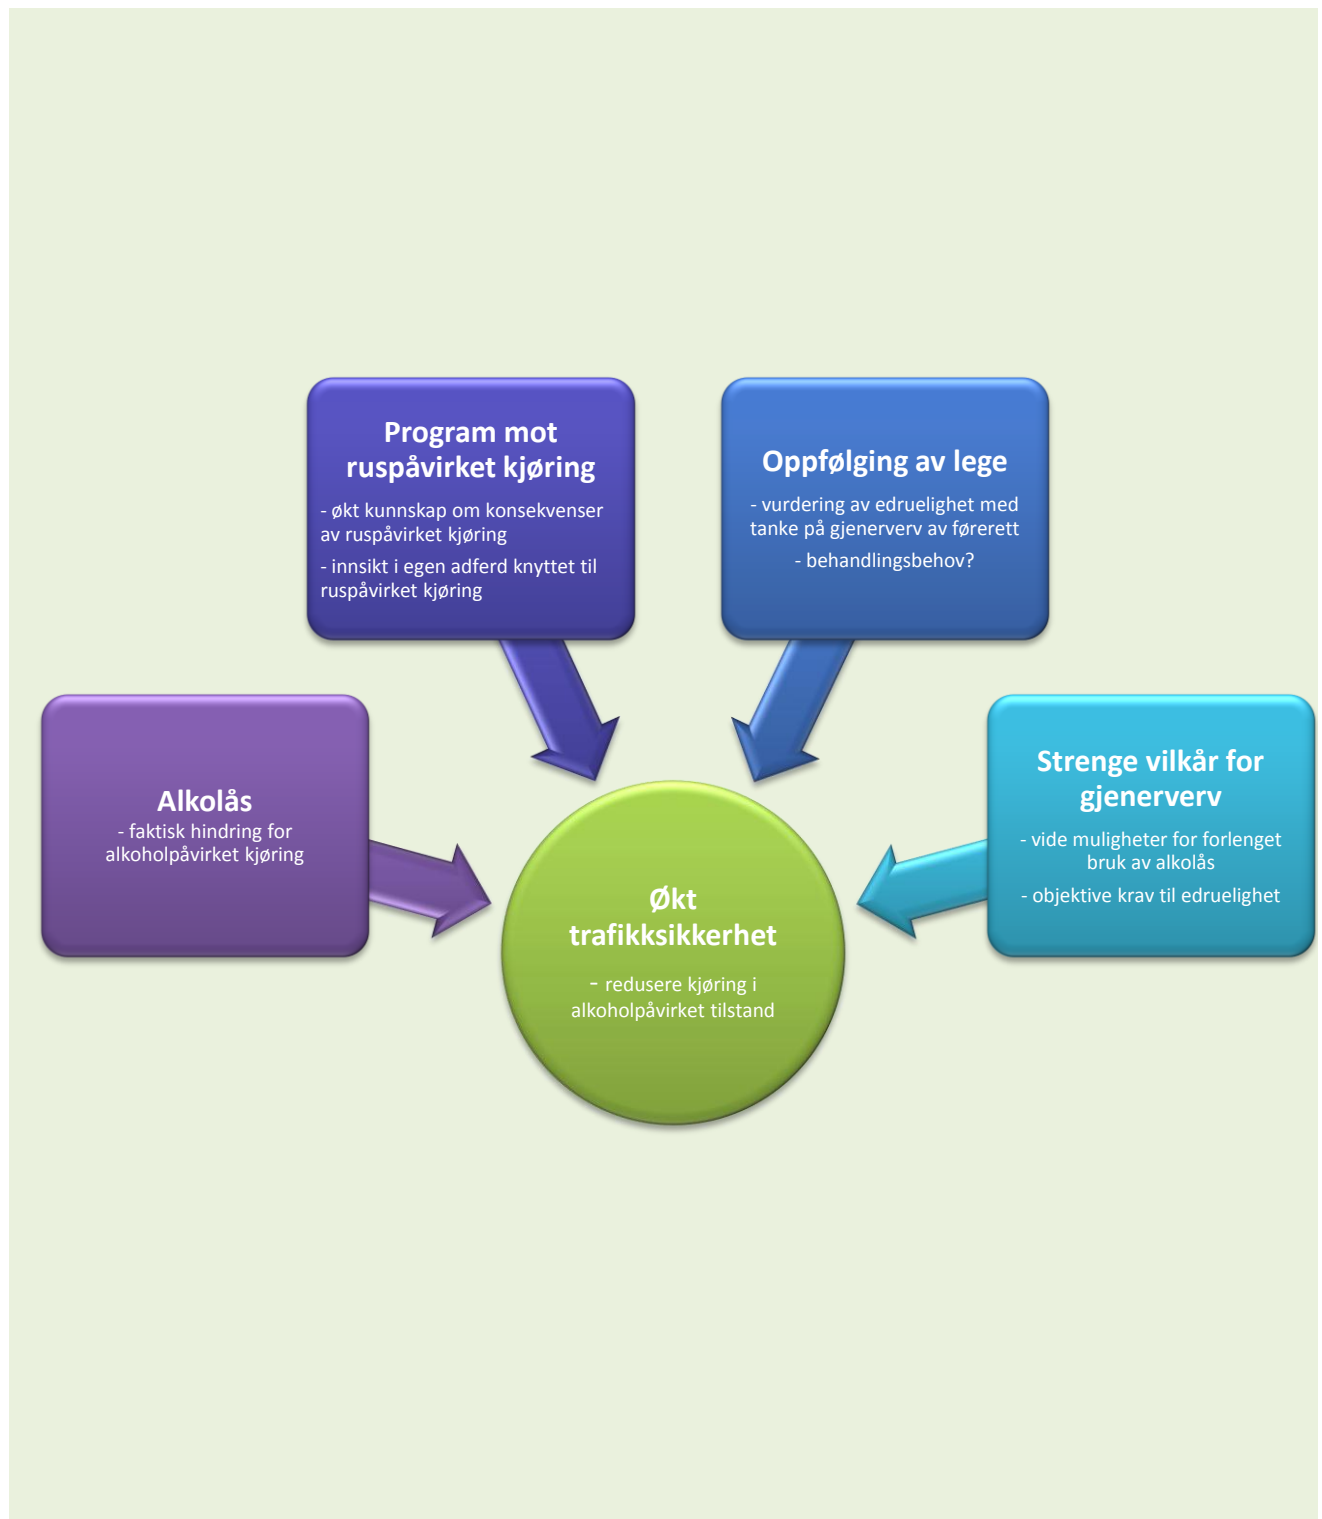 Program mot
ruspåvirket kjøring
- økt kunnskap om konsekvenser
av ruspåvirket kjøring
- innsikt i egen adferd knyttet til
ruspåvirket kjøring
Oppfølging av lege
- vurdering av edruelighet med
tanke på gjenerverv av førerett
- behandlingsbehov?
Alkolås
- faktisk hindring for
alkoholpåvirket kjøring
Strenge vilkår for
gjenerverv
- vide muligheter for forlenget
bruk av alkolås
- objektive krav til edruelighet
Økt
trafikksikkerhet
- redusere kjøring i
alkoholpåvirket tilstand